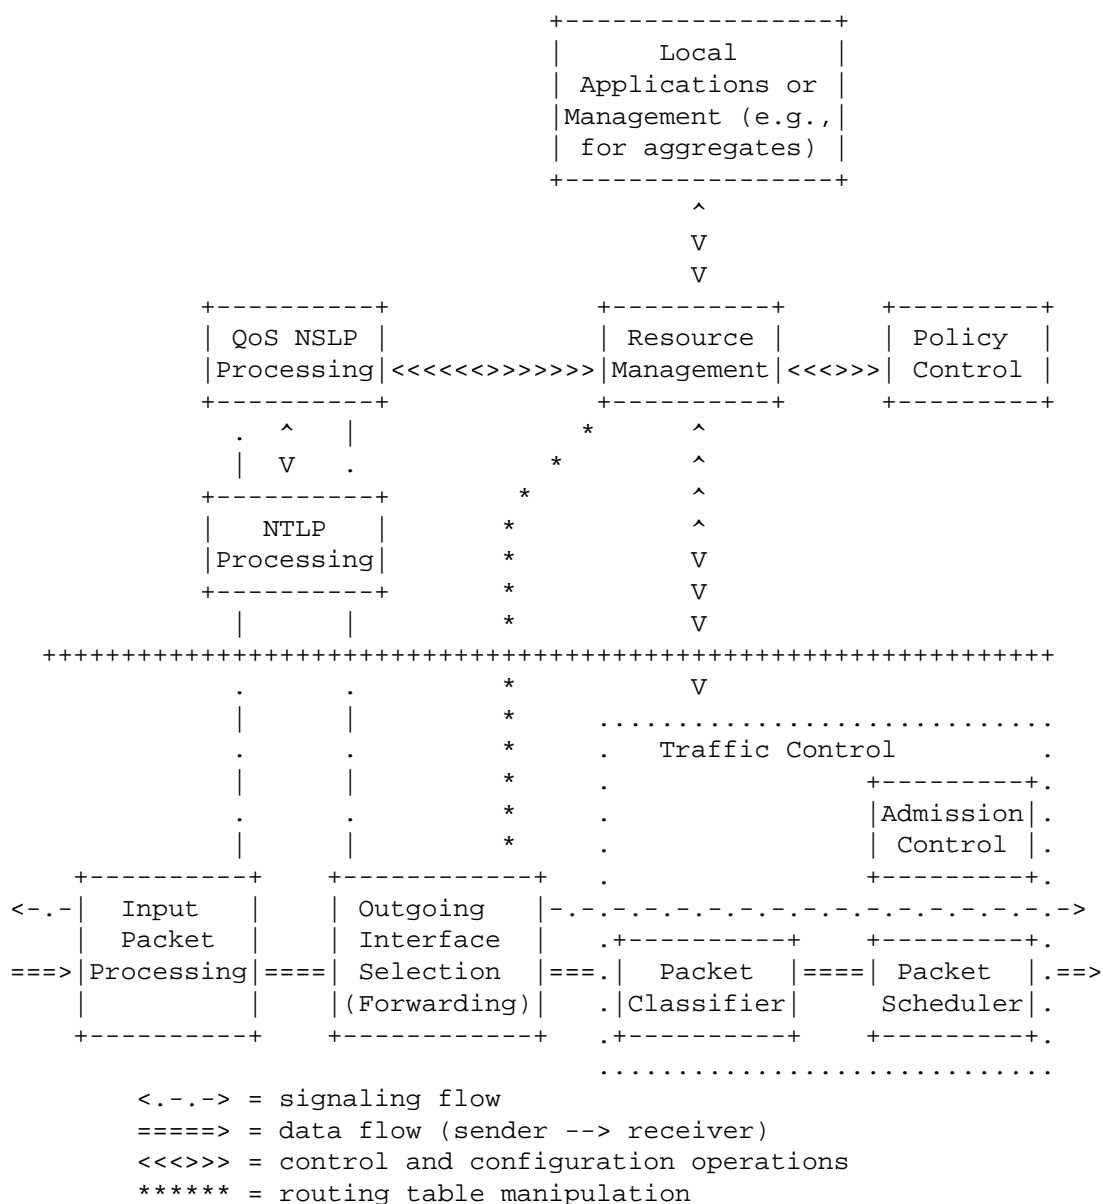 +-----------------+
                                   |      Local      |
                                   | Applications or |
                                   |Management (e.g.,|
                                   | for aggregates) |
                                   +-----------------+
                                            ^
                                            V
                                            V
             +----------+             +----------+      +---------+
             | QoS NSLP |             | Resource |      | Policy  |
             |Processing|<<<<<<>>>>>>>|Management|<<<>>>| Control |
             +----------+             +----------+      +---------+
               .  ^   |              *      ^
               |  V   .            *        ^
             +----------+        *          ^
             |   NTLP   |       *           ^
             |Processing|       *           V
             +----------+       *           V
               |      |         *           V
   ++++++++++++++++++++++++++++++++++++++++++++++++++++++++++++++++
               .      .         *           V
               |      |         *     .............................
               .      .         *     .   Traffic Control         .
               |      |         *     .                +---------+.
               .      .         *     .                |Admission|.
               |      |         *     .                | Control |.
     +----------+    +------------+   .                +---------+.
<-.-|  Input   |    | Outgoing   |-.-.-.-.-.-.-.-.-.-.-.-.-.-.-.->
     |  Packet  |    | Interface  |   .+----------+    +---------+.
===>|Processing|====| Selection  |===.|  Packet  |====| Packet  |.==>
     |          |    |(Forwarding)|   .|Classifier|     Scheduler|.
     +----------+    +------------+   .+----------+    +---------+.
                                      .............................
        <.-.-> = signaling flow
        =====> = data flow (sender --> receiver)
        <<<>>> = control and configuration operations
        ****** = routing table manipulation